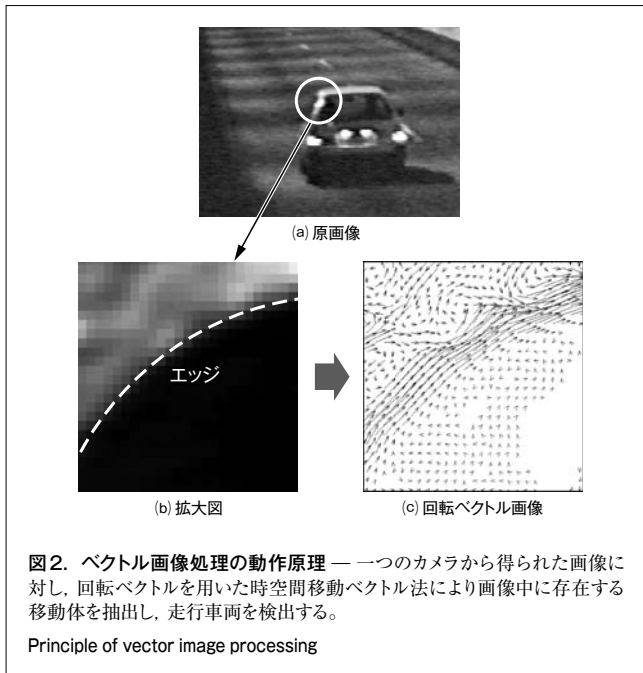 (a) 原画像
エッジ
(b) 拡大図
(c) 回転ベクトル画像
図2. ベクトル画像処理の動作原理 — 一つのカメラから得られた画像に
対し, 回転ベクトルを用いた時空間移動ベクトル法により画像中に存在する
移動体を抽出し, 走行車両を検出する。
Principle of vector image processing